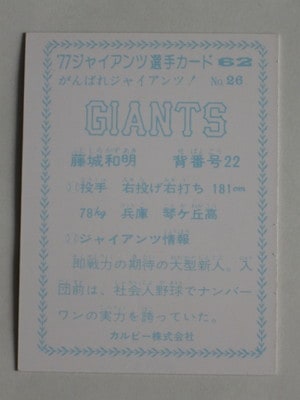 '77ジャイアンツ選手カード 62
がんばれジャイアンツ! No.26
GIANTS
藤城和明 背番号22
投手 右投げ右打ち 181cm
78kg 兵庫 琴ケ丘高
ジャイアンツ情報
即戦力の期待の大型新人。入
団前は、社会人野球でナンバー
ワンの実力を誇っていた。
カルビー株式会社